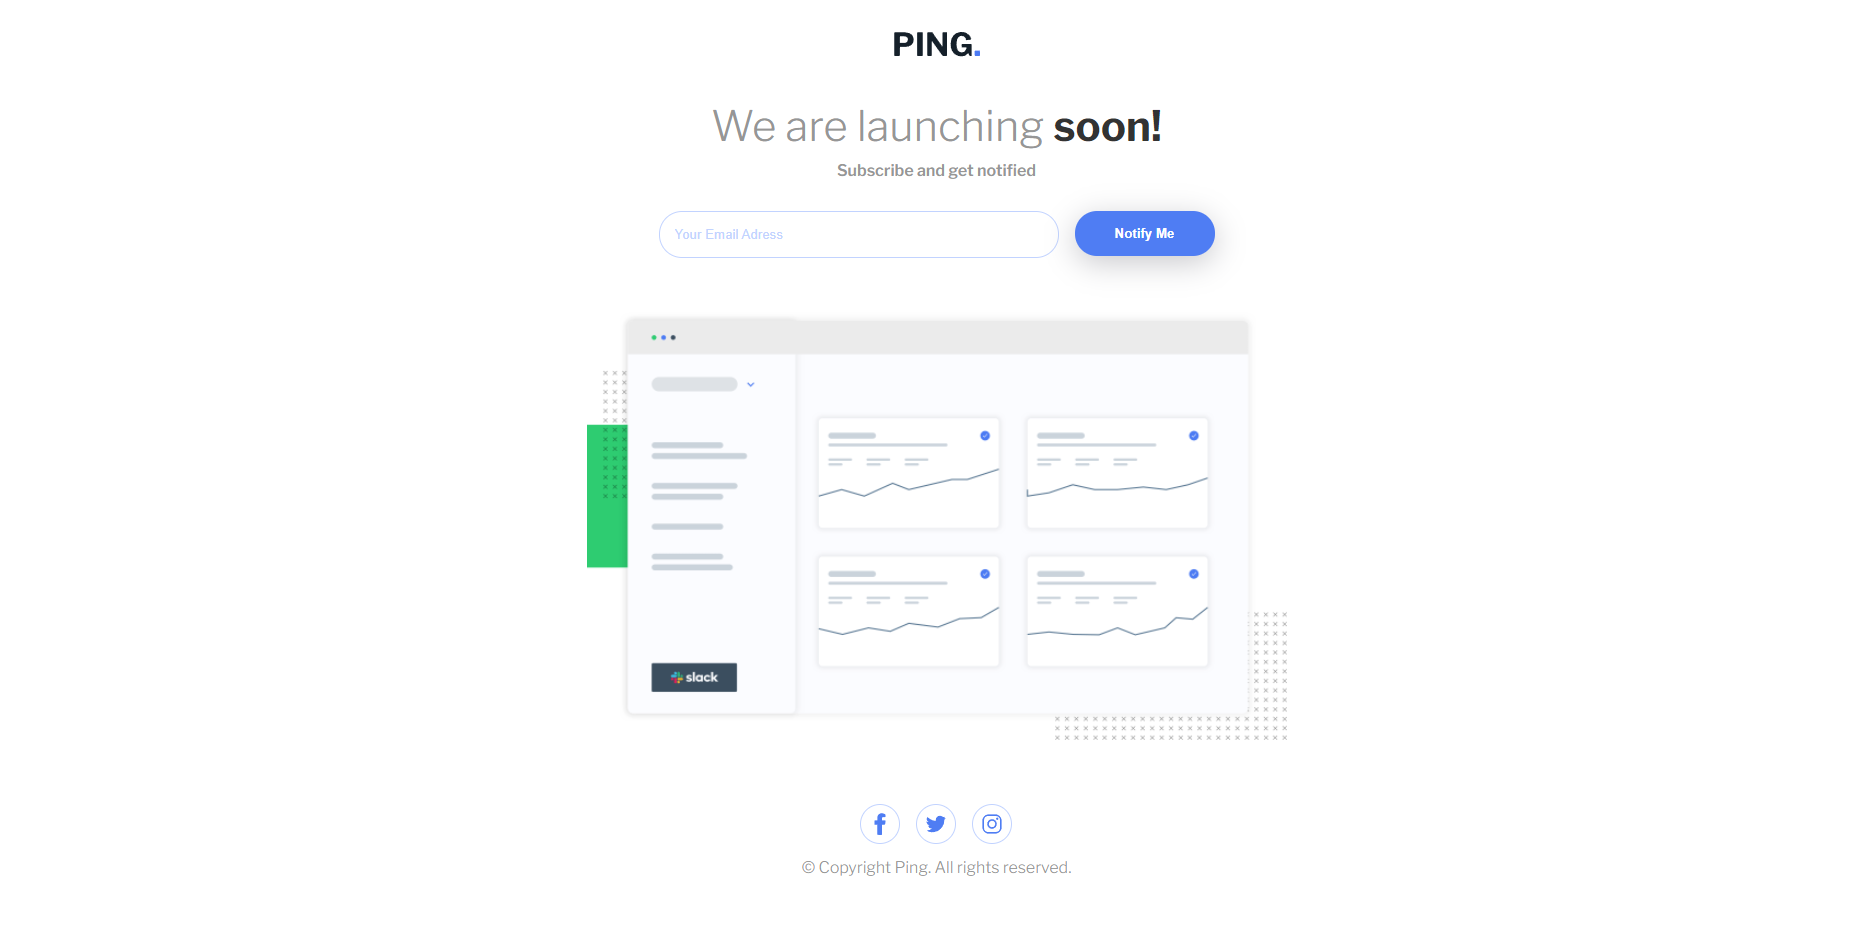 PING.
We are launching soon!
Subscribe and get notified
Your Email Adress
Notify Me
slack
© Copyright Ping. All rights reserved.